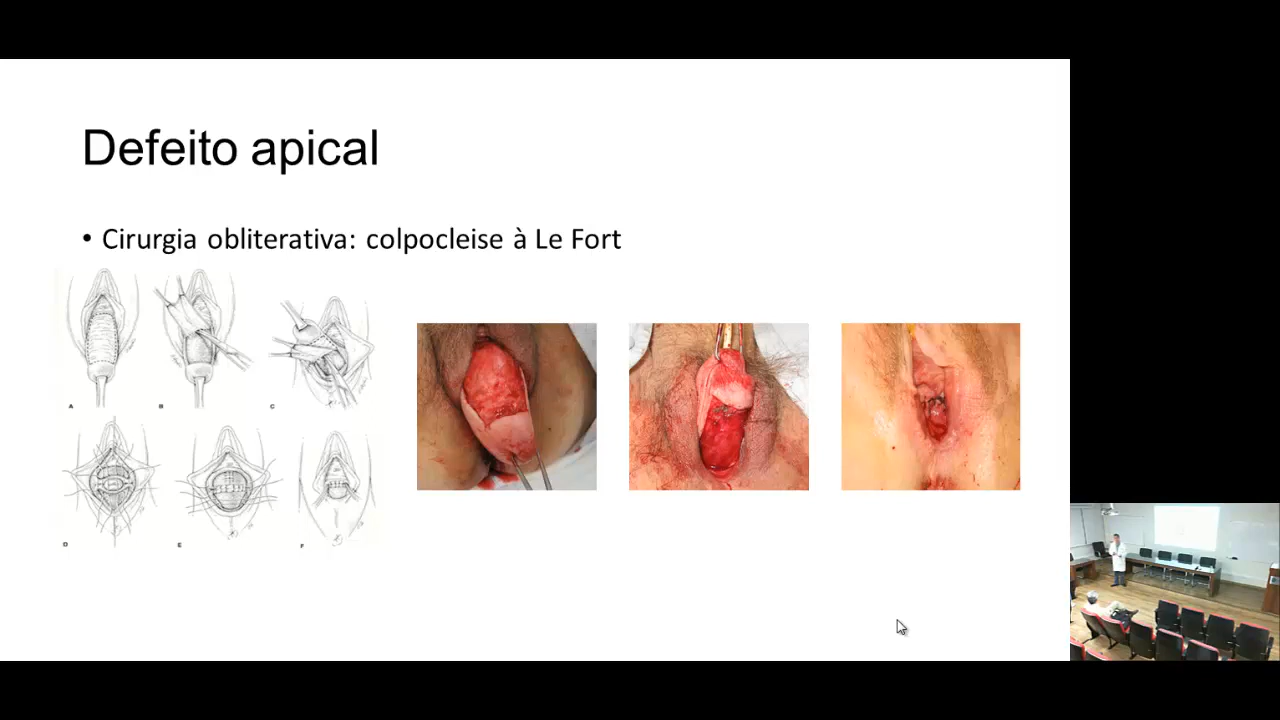 Defeito apical
• Cirurgia obliterativa: colpocleise à Le Fort
A
B
C
D
E
F